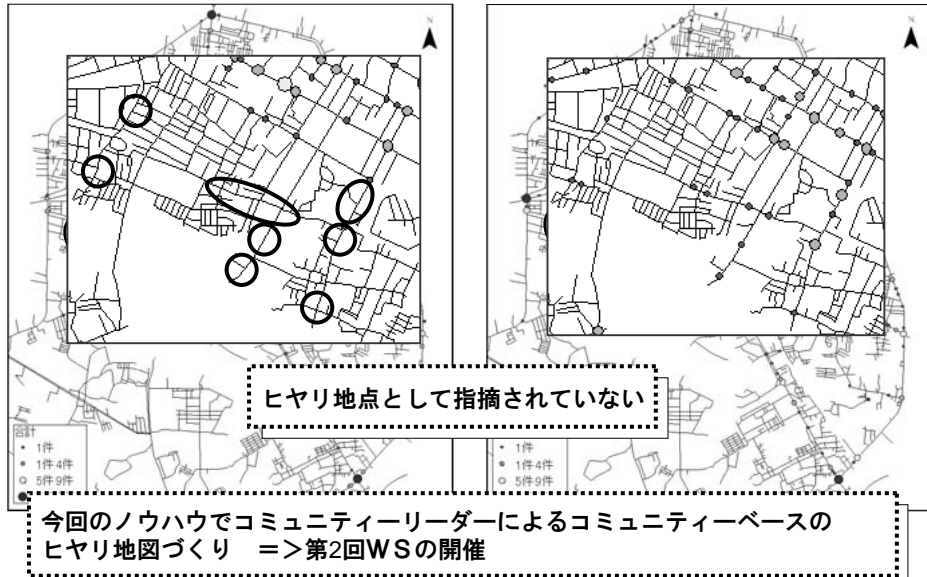 N
N
ヒヤリ地点として指摘されていない
合計
1件
1件4件
5件9件
1件
1件4件
5件9件
今回のノウハウでコミュニティーリーダーによるコミュニティーベースの
ヒヤリ地図づくり ＝＞第2回ＷＳの開催